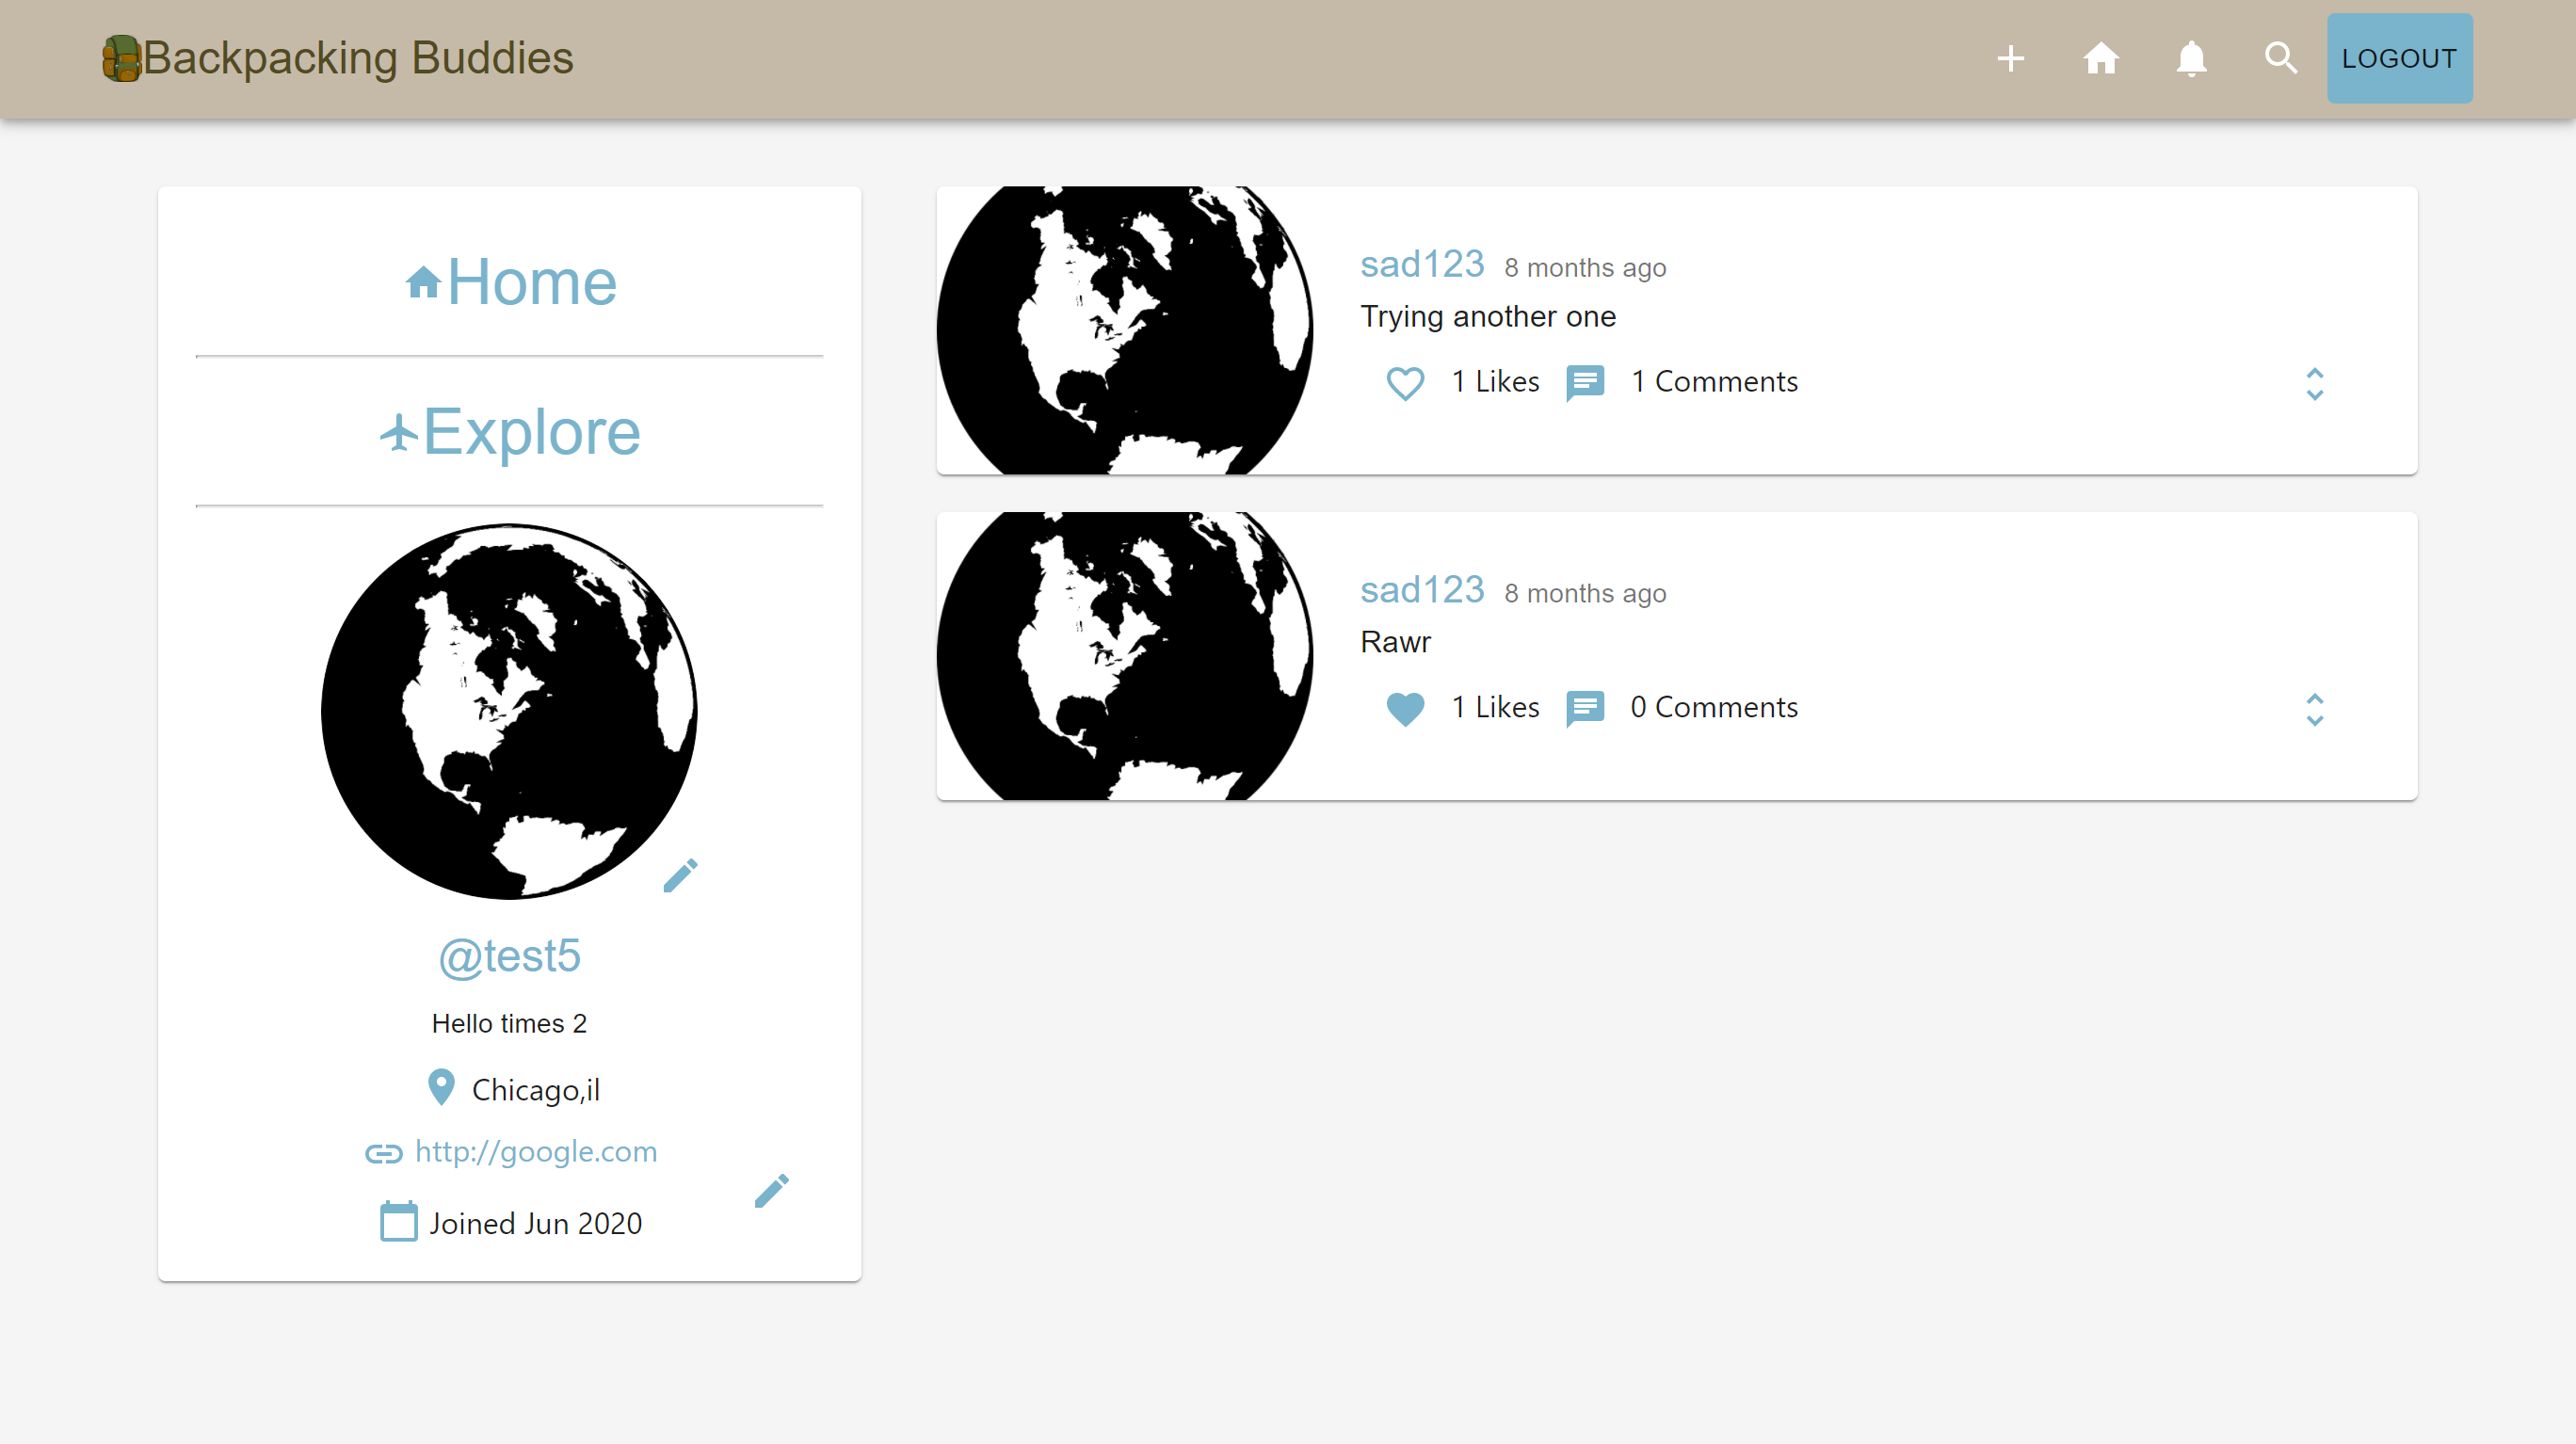 Backpacking Buddies
LOGOUT
Home
Explore
@test5
Hello times 2
Chicago,il
http://google.com
Joined Jun 2020
sad123 8 months ago
Trying another one
1 Likes 1 Comments
sad123 8 months ago
Rawr
1 Likes 0 Comments